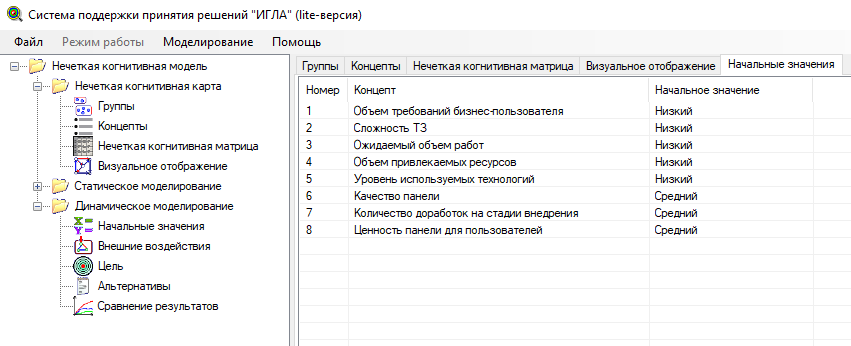 Система поддержки принятия решений "ИГЛА" (lite-версия)
Файл Режим работы Моделирование Помощь
Нечеткая когнитивная модель
Нечеткая когнитивная карта
Группы
Концепты
Нечеткая когнитивная матрица
Визуальное отображение
Статическое моделирование
Динамическое моделирование
Начальные значения
Внешние воздействия
Цель
Альтернативы
Сравнение результатов
Группы Концепты Нечеткая когнитивная матрица Визуальное отображение Начальные значения
Номер Концепт Начальное значение
1 Объем требований бизнес-пользователя Низкий
2 Сложность ТЗ Низкий
3 Ожидаемый объем работ Низкий
4 Объем привлекаемых ресурсов Низкий
5 Уровень используемых технологий Низкий
6 Качество панели Средний
7 Количество доработок на стадии внедрения Средний
8 Ценность панели для пользователей Средний